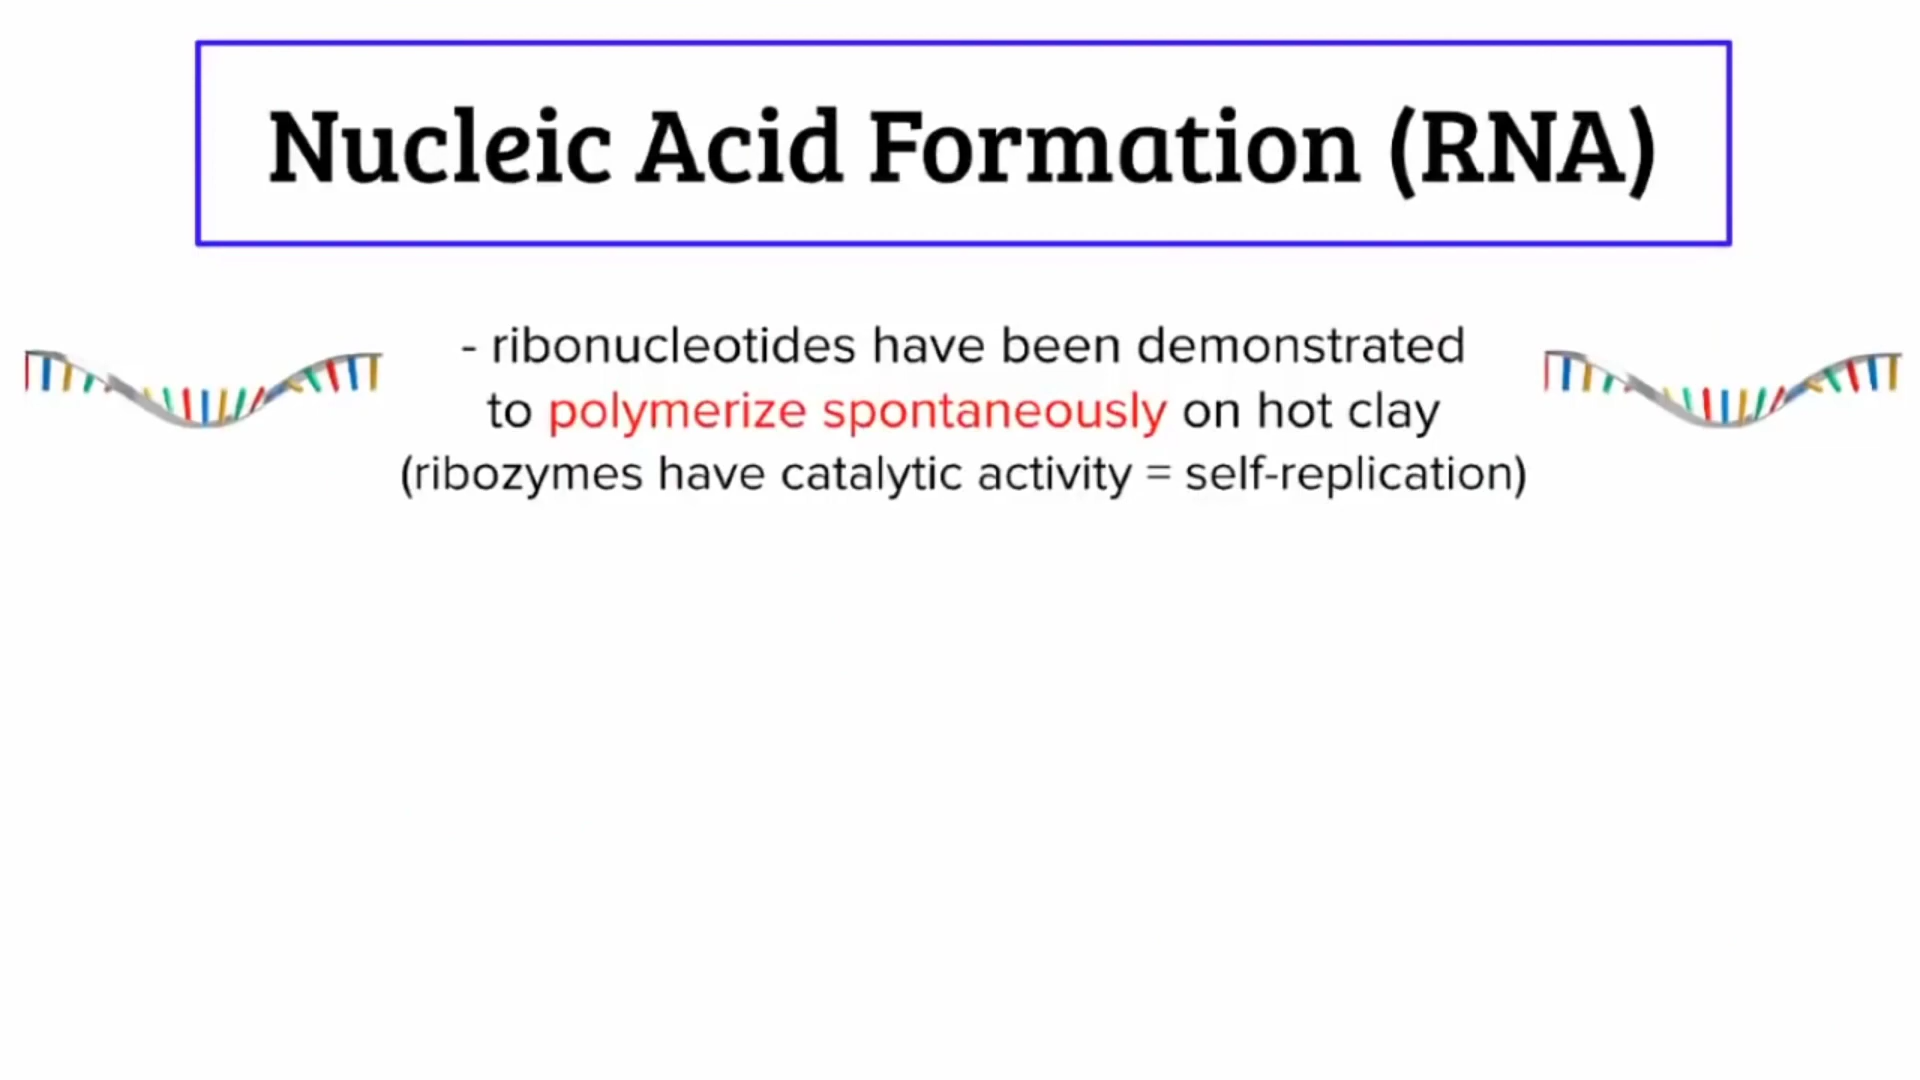 Nucleic Acid Formation (RNA)
- ribonucleotides have been demonstrated
to polymerize spontaneously on hot clay
(ribozymes have catalytic activity = self-replication)